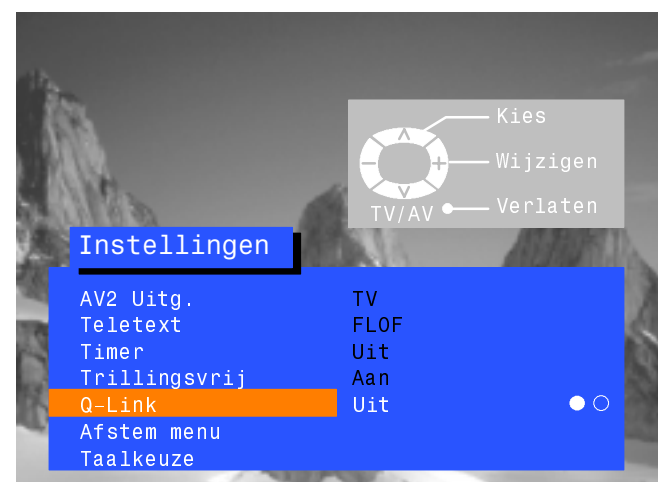 Kies
Wijzigen
TV/AV Verlaten
Instellingen
AV2 Uitg. TV
Teletext FLOF
Timer Uit
Trillingsvrij Aan
Q-Link Uit
Afstem menu
Taalkeuze